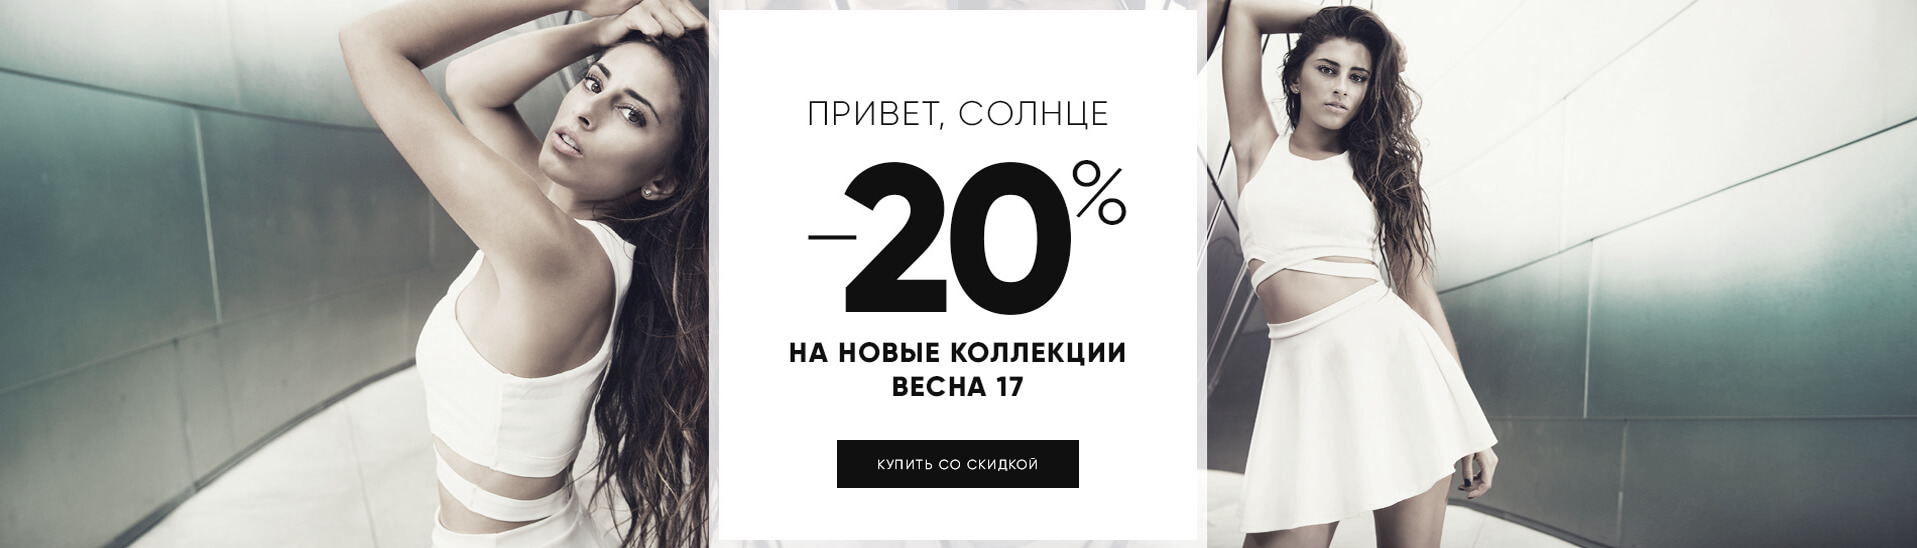 ПРИВЕТ, СОЛНЦЕ
–20%
НА НОВЫЕ КОЛЛЕКЦИИ
ВЕСНА 17
КУПИТЬ СО СКИДКОЙ